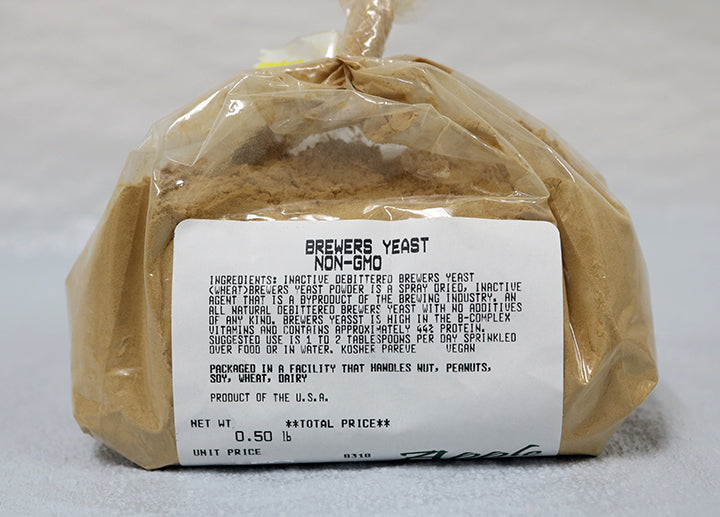 BREWERS YEAST
NON-GMO
INGREDIENTS: INACTIVE DEBITTERED BREWERS YEAST
(WHEAT)BREWERS YEAST POWDER IS A SPRAY DRIED, INACTIVE
AGENT THAT IS A BYPRODUCT OF THE BREWING INDUSTRY. AN
ALL NATURAL DEBITTERED BREWERS YEAST WITH NO ADDITIVES
OF ANY KIND. BREWERS YEASST IS HIGH IN THE B-COMPLEX
VITAMINS AND CONTAINS APPROXIMATELY 44% PROTEIN.
SUGGESTED USE IS 1 TO 2 TABLESPOONS PER DAY SPRINKLED
OVER FOOD OR IN WATER. KOSHER PAREVE VEGAN
PACKAGED IN A FACILITY THAT HANDLES NUT, PEANUTS,
SOY, WHEAT, DAIRY
PRODUCT OF THE U.S.A.
NET WT **TOTAL PRICE**
0.50 lb
UNIT PRICE 0310